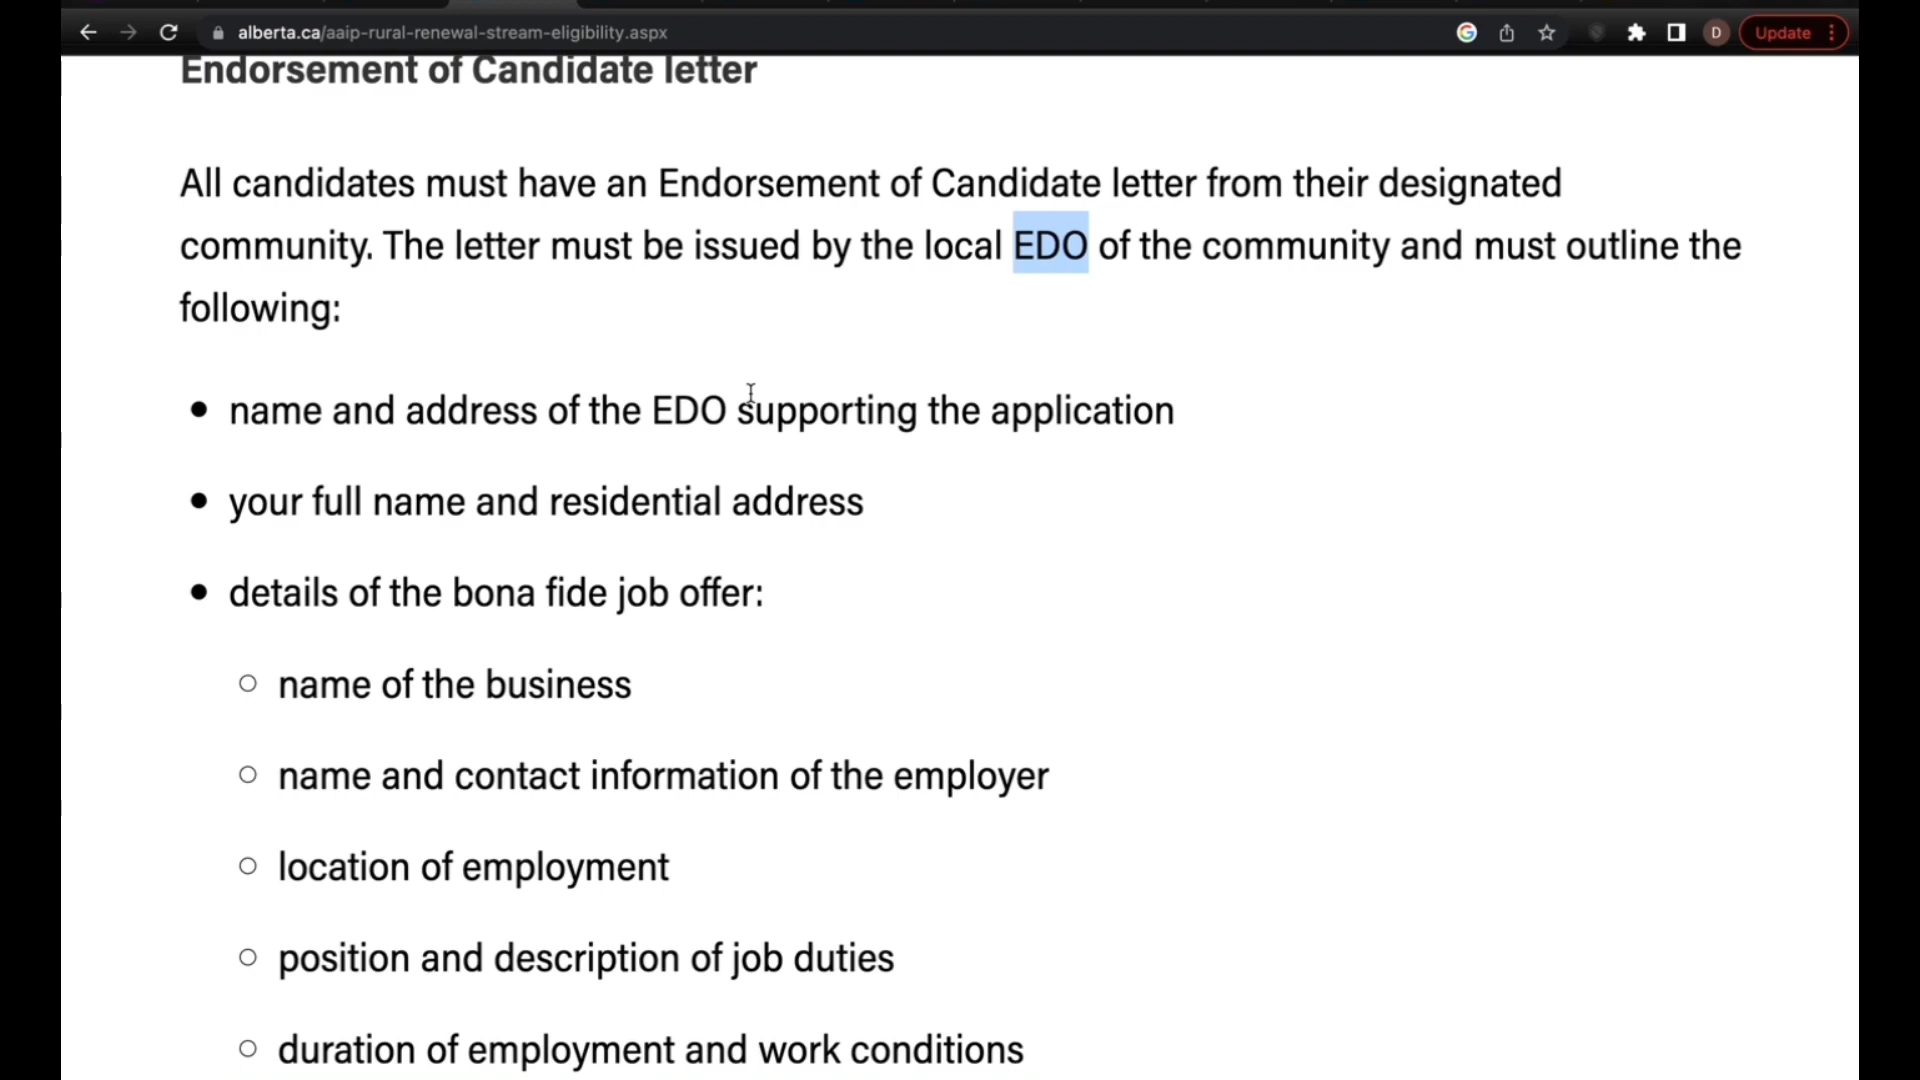 alberta.ca/aaip-rural-renewal-stream-eligibility.aspx
D
Update
Endorsement of Candidate letter
All candidates must have an Endorsement of Candidate letter from their designated
community. The letter must be issued by the local EDO of the community and must outline the
following:
name and address of the EDO supporting the application
your full name and residential address
details of the bona fide job offer:
name of the business
name and contact information of the employer
location of employment
position and description of job duties
duration of employment and work conditions